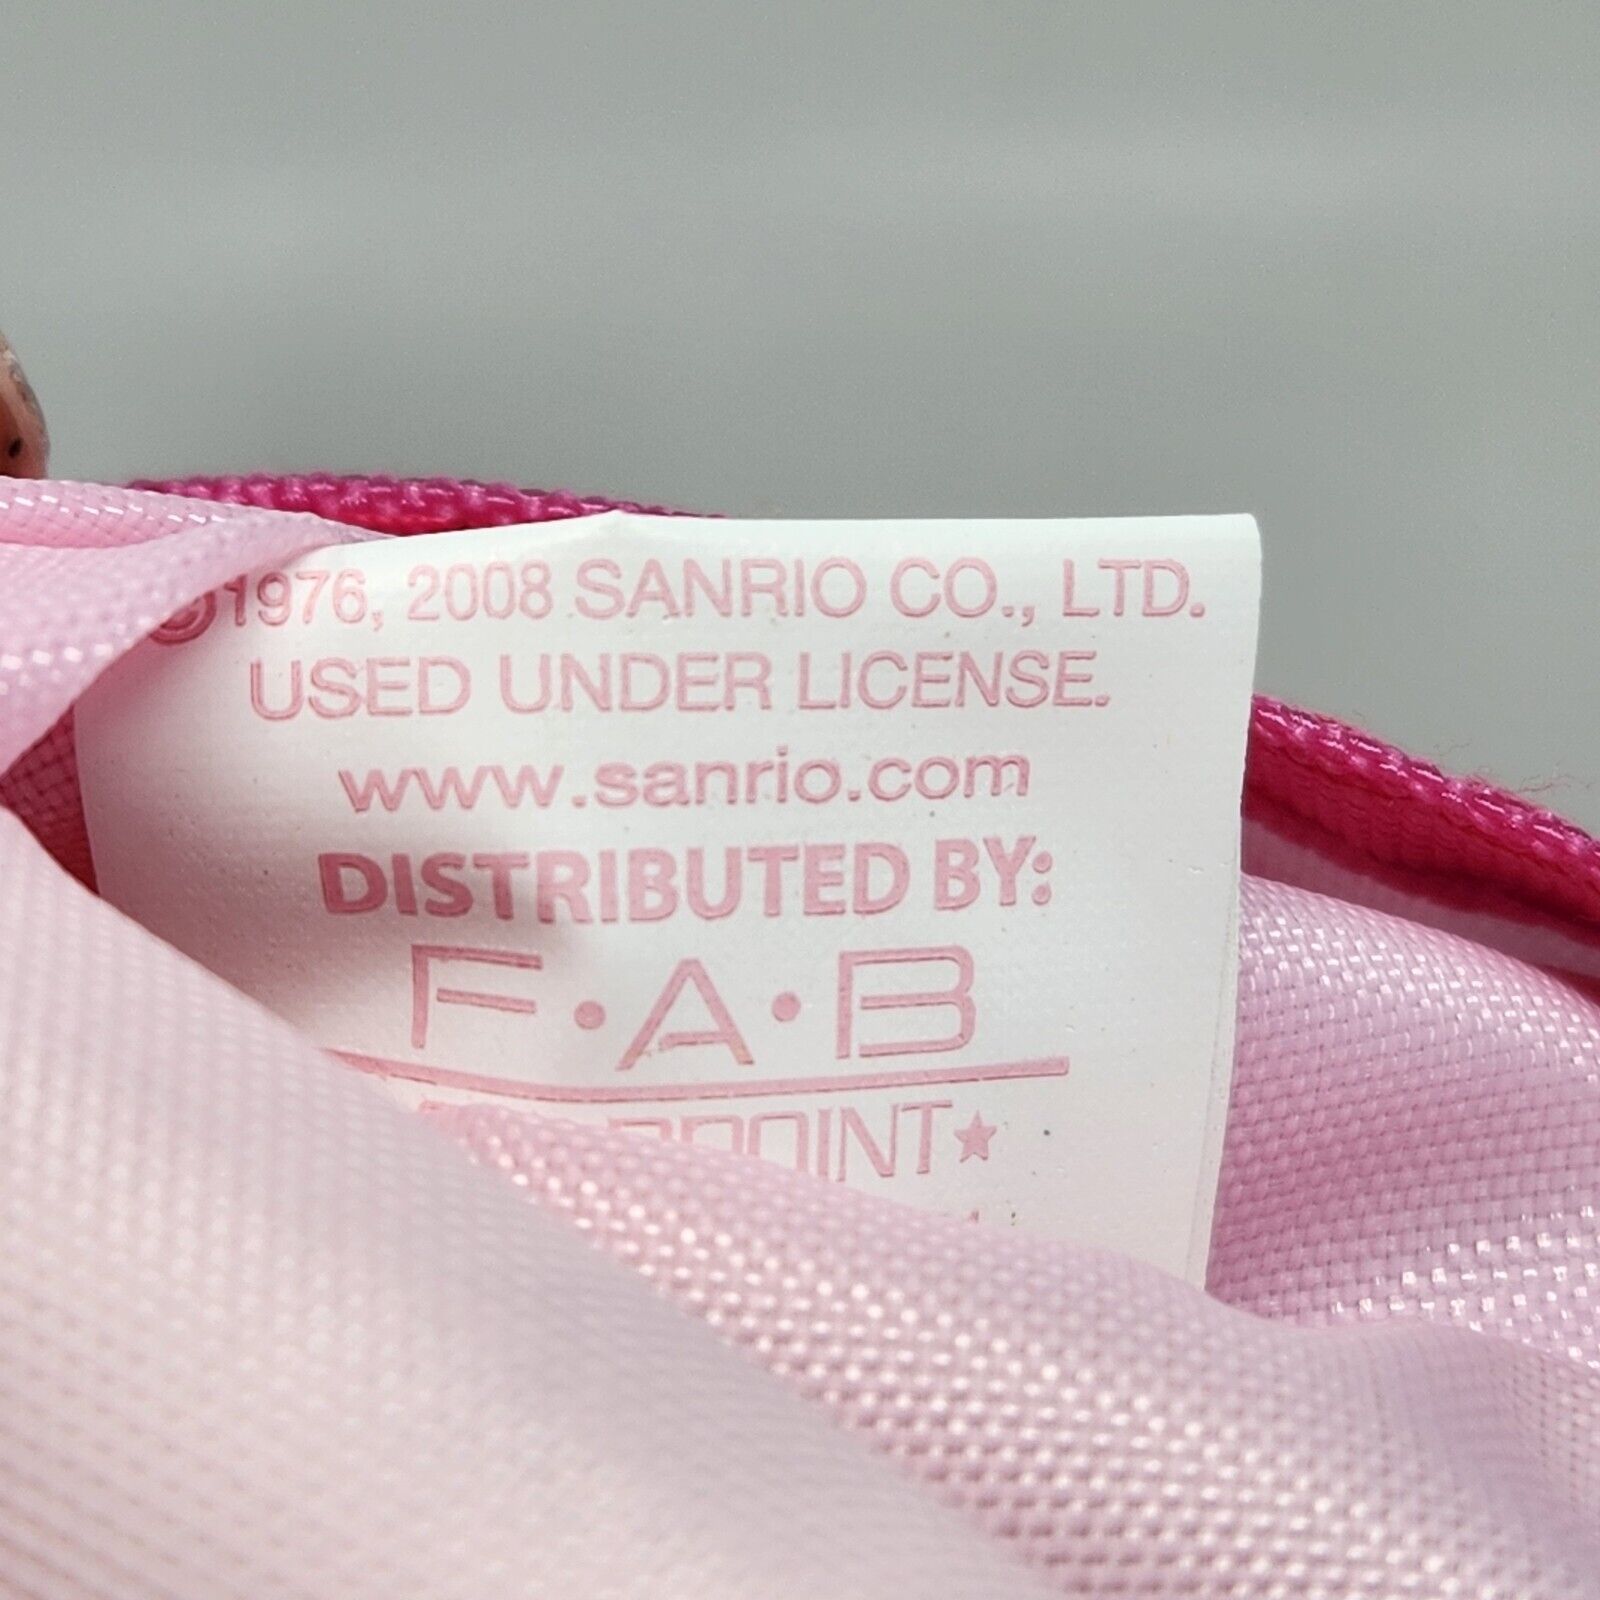 ©1976, 2008 SANRIO CO., LTD.
USED UNDER LICENSE.
www.sanrio.com
DISTRIBUTED BY:
F•A•B